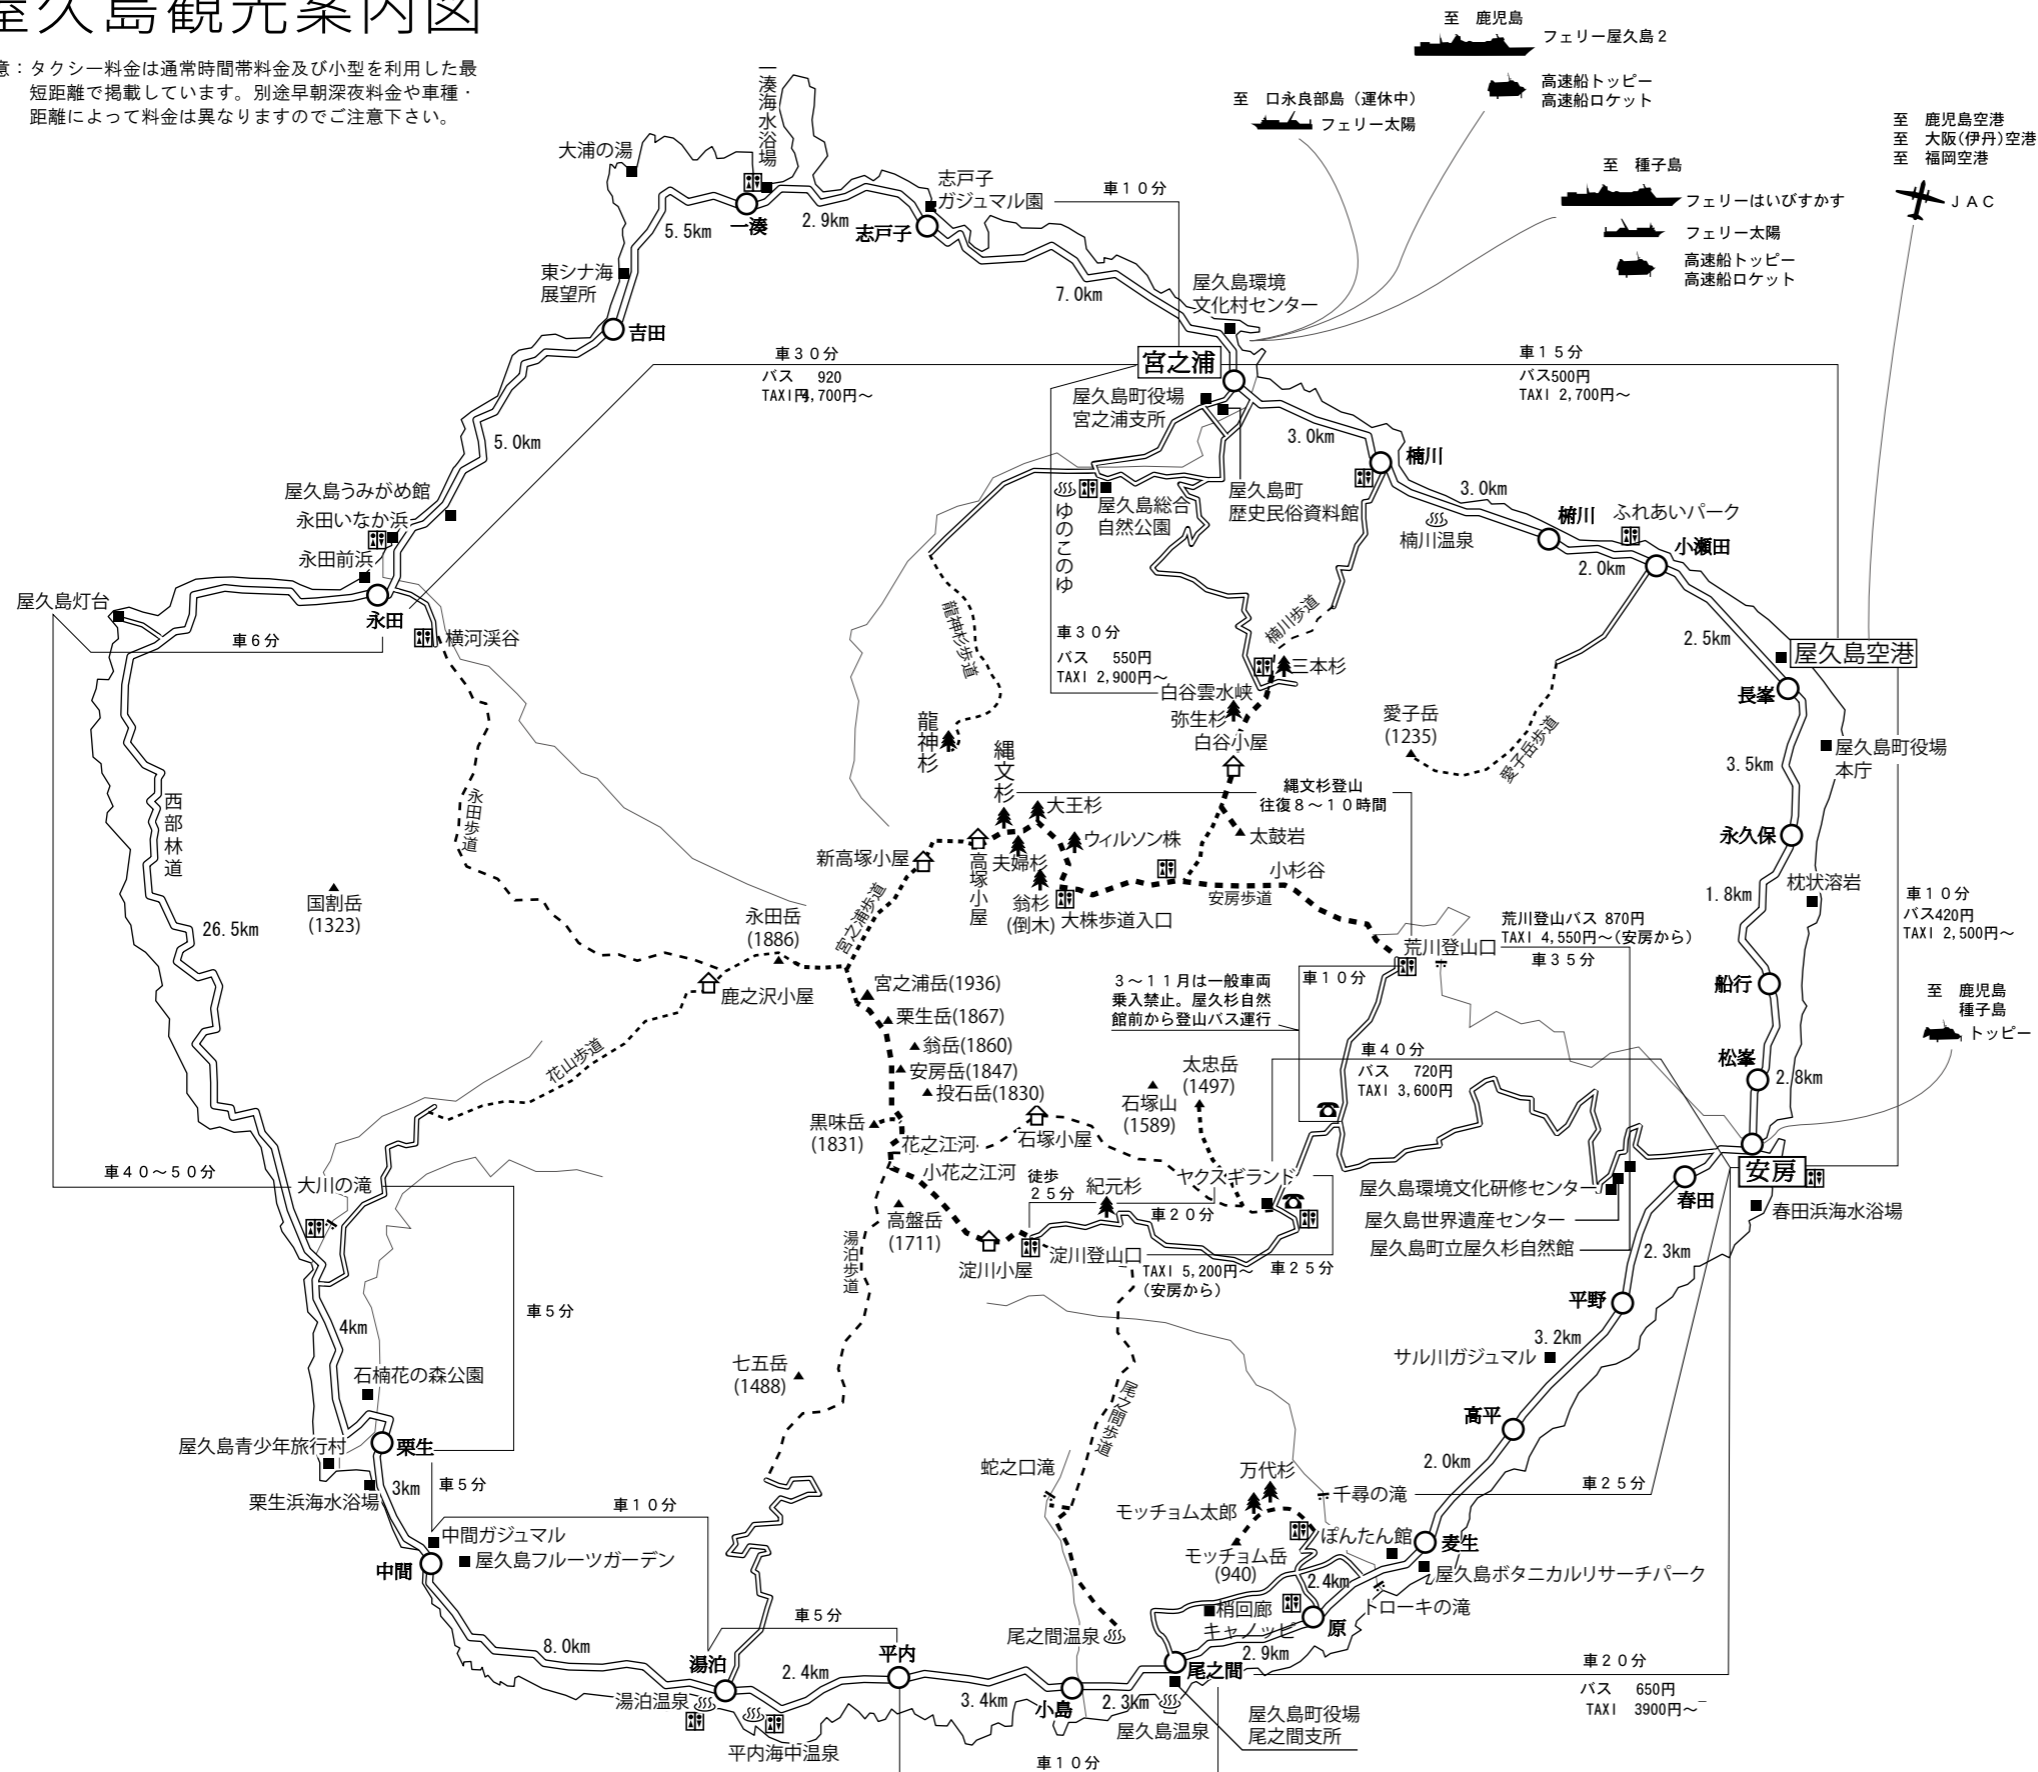 屋久島観光案内図
意：タクシー料金は通常時間帯料金及び小型を利用した最
短距離で掲載しています。別途早朝深夜料金や車種・
距離によって料金は異なりますのでご注意下さい。
至　鹿児島
フェリー屋久島２
高速船トッピー
高速船ロケット
至　口永良部島（運休中）
フェリー太陽
至　鹿児島空港
至　大阪(伊丹)空港
至　福岡空港
ＪＡＣ
至　種子島
フェリーはいびすかす
フェリー太陽
高速船トッピー
高速船ロケット
一湊海水浴場
大浦の湯
志戸子
ガジュマル園
車１０分
5.5km
一湊
2.9km
志戸子
東シナ海
展望所
7.0km
屋久島環境
文化村センター
吉田
車３０分
バス　920
TAXI円4,700円～
宮之浦
車１５分
バス500円
TAXI 2,700円～
屋久島町役場
宮之浦支所
5.0km
3.0km
楠川
屋久島うみがめ館
永田いなか浜
永田前浜
ゆのこのゆ
屋久島総合
自然公園
屋久島町
歴史民俗資料館
3.0km
楠川温泉
椨川
ふれあいパーク
小瀬田
2.0km
屋久島灯台
永田
車６分
横河渓谷
龍神杉歩道
楠川歩道
車３０分
バス　550円
TAXI 2,900円～
三本杉
2.5km
屋久島空港
長峯
白谷雲水峡
弥生杉
白谷小屋
愛子岳
(1235)
愛子岳歩道
屋久島町役場
本庁
3.5km
龍神杉
縄文杉
縄文杉登山
往復８～１０時間
西部林道
永田歩道
大王杉
太鼓岩
ウィルソン株
新高塚小屋
高塚小屋
夫婦杉
翁杉
(倒木)
大株歩道入口
小杉谷
安房歩道
永久保
1.8km
枕状溶岩
車１０分
バス420円
TAXI 2,500円～
国割岳
(1323)
26.5km
永田岳
(1886)
宮之浦歩道
荒川登山バス 870円
TAXI 4,550円～(安房から)
車３５分
荒川登山口
車１０分
鹿之沢小屋
宮之浦岳(1936)
栗生岳(1867)
翁岳(1860)
安房岳(1847)
投石岳(1830)
３～１１月は一般車両
乗入禁止。屋久杉自然
館前から登山バス運行
船行
至　鹿児島
種子島
トッピー
花山歩道
車４０分
バス　720円
TAXI 3,600円
松峯
2.8km
太忠岳
(1497)
石塚山
(1589)
黒味岳
(1831)
花之江河
石塚小屋
小花之江河
徒歩
２５分
紀元杉
ヤクスギランド
車２０分
安房
春田
屋久島環境文化研修センター
屋久島世界遺産センター
屋久島町立屋久杉自然館
春田浜海水浴場
車４０～５０分
大川の滝
高盤岳
(1711)
湯泊歩道
淀川小屋
淀川登山口
TAXI 5,200円～
（安房から）
車２５分
2.3km
平野
車５分
4km
3.2km
サル川ガジュマル
七五岳
(1488)
石楠花の森公園
尾之間歩道
高平
屋久島青少年旅行村
栗生
栗生浜海水浴場
3km
車５分
車１０分
蛇之口滝
万代杉
モッチョム太郎
千尋の滝
2.0km
車２５分
中間ガジュマル
屋久島フルーツガーデン
中間
モッチョム岳
(940)
ぽんたん館
麦生
屋久島ボタニカルリサーチパーク
2.4km
トローキの滝
梢回廊
キャノッピ
原
8.0km
車５分
湯泊
2.4km
平内
尾之間温泉
尾之間
2.9km
車２０分
バス　650円
TAXI　3900円～
湯泊温泉
平内海中温泉
3.4km
小島
2.3km
屋久島温泉
屋久島町役場
尾之間支所
車１０分